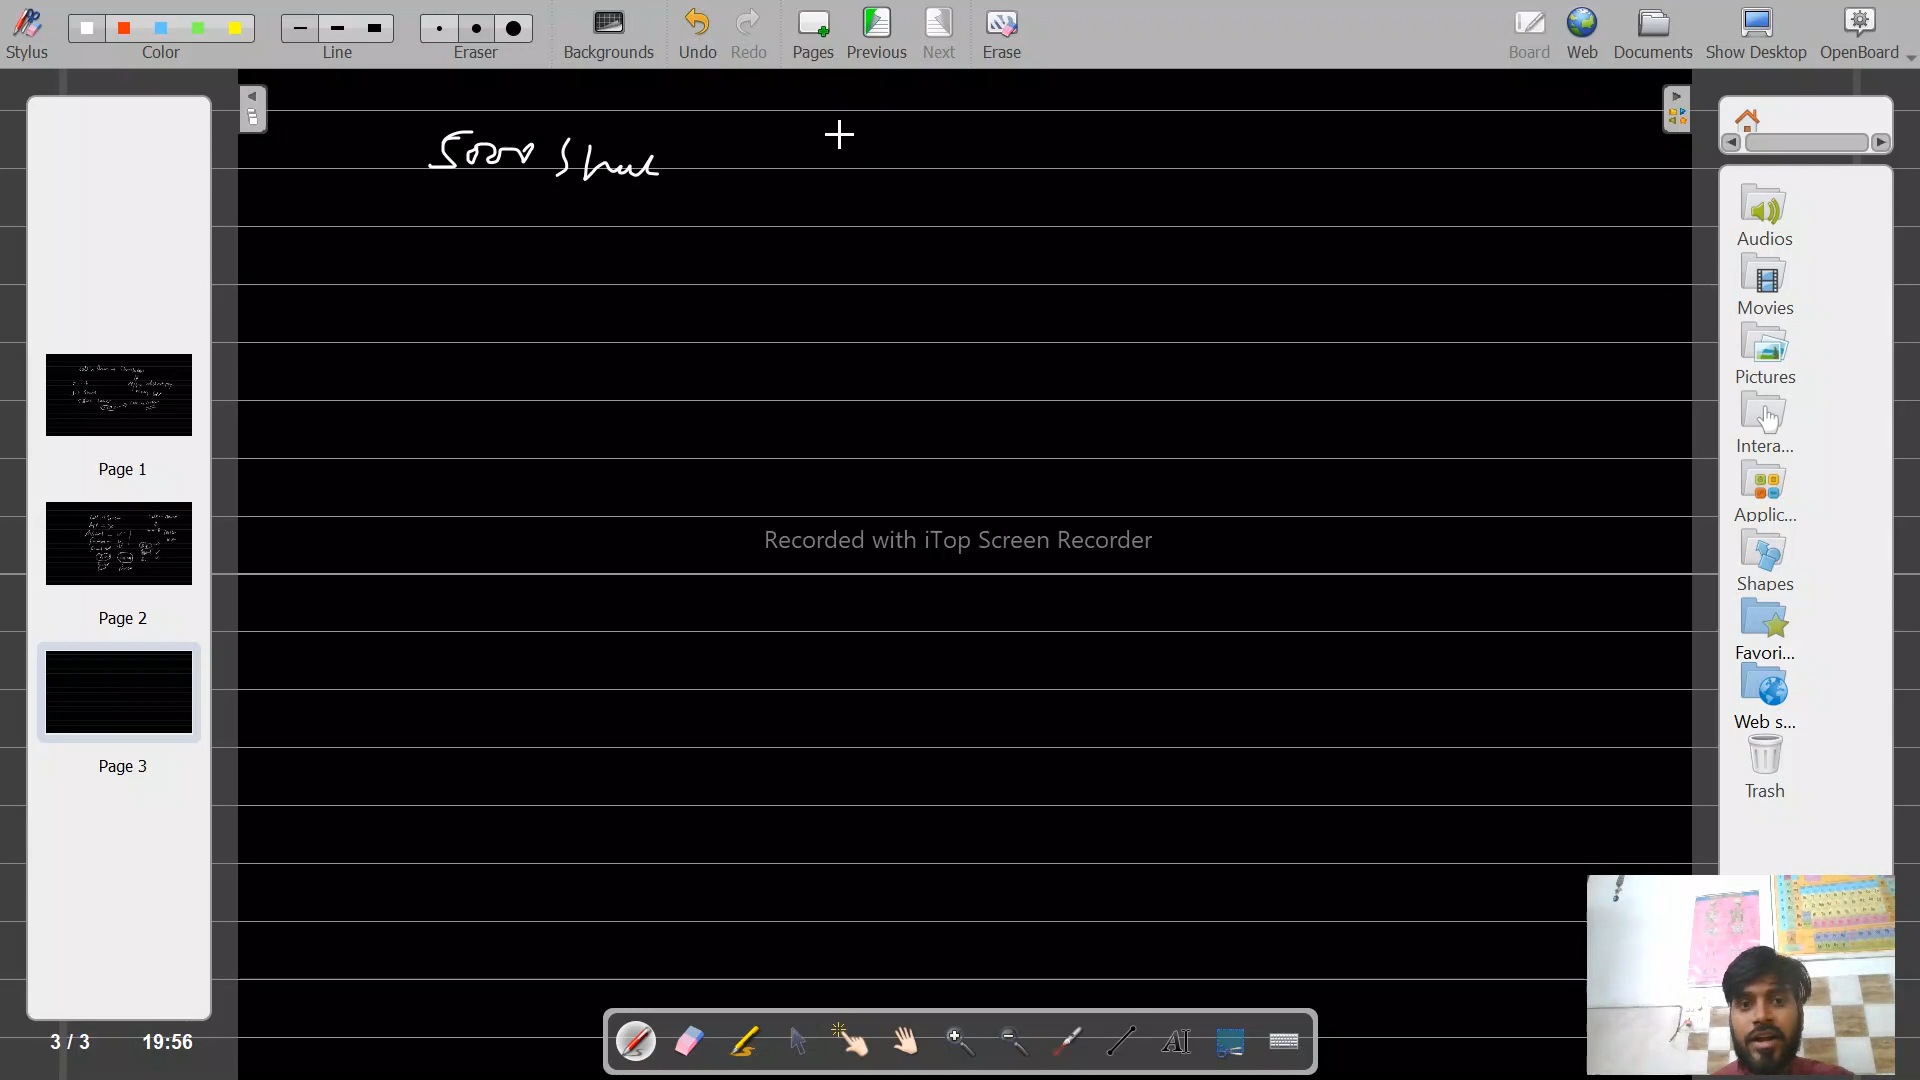 Stylus
Color
Line
Eraser
Backgrounds
Undo
Redo
Pages
Previous
Next
Erase
Board
Web
Documents
Show Desktop
OpenBoard
5000
Page 1
Page 2
Page 3
3 / 3
19:56
Recorded with iTop Screen Recorder
Audios
Movies
Pictures
Intera...
Applic...
Shapes
Favori...
Web s...
Trash
AI